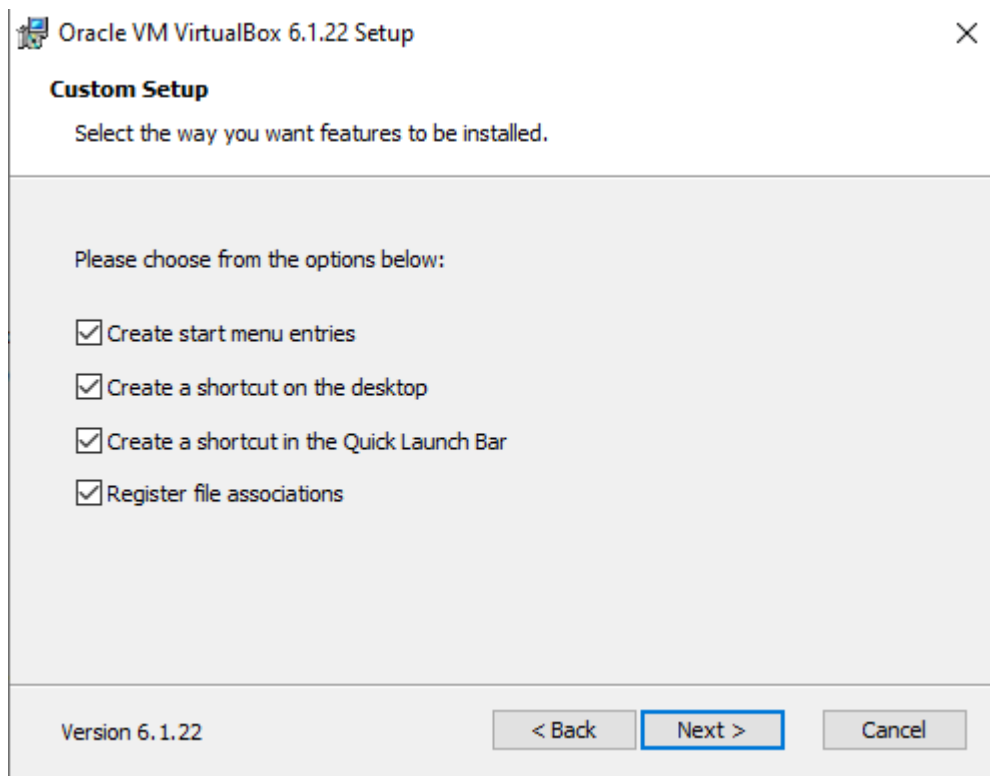 Oracle VM VirtualBox 6.1.22 Setup
Custom Setup
Select the way you want features to be installed.
Please choose from the options below:
Create start menu entries
Create a shortcut on the desktop
Create a shortcut in the Quick Launch Bar
Register file associations
Version 6.1.22
< Back
Next >
Cancel